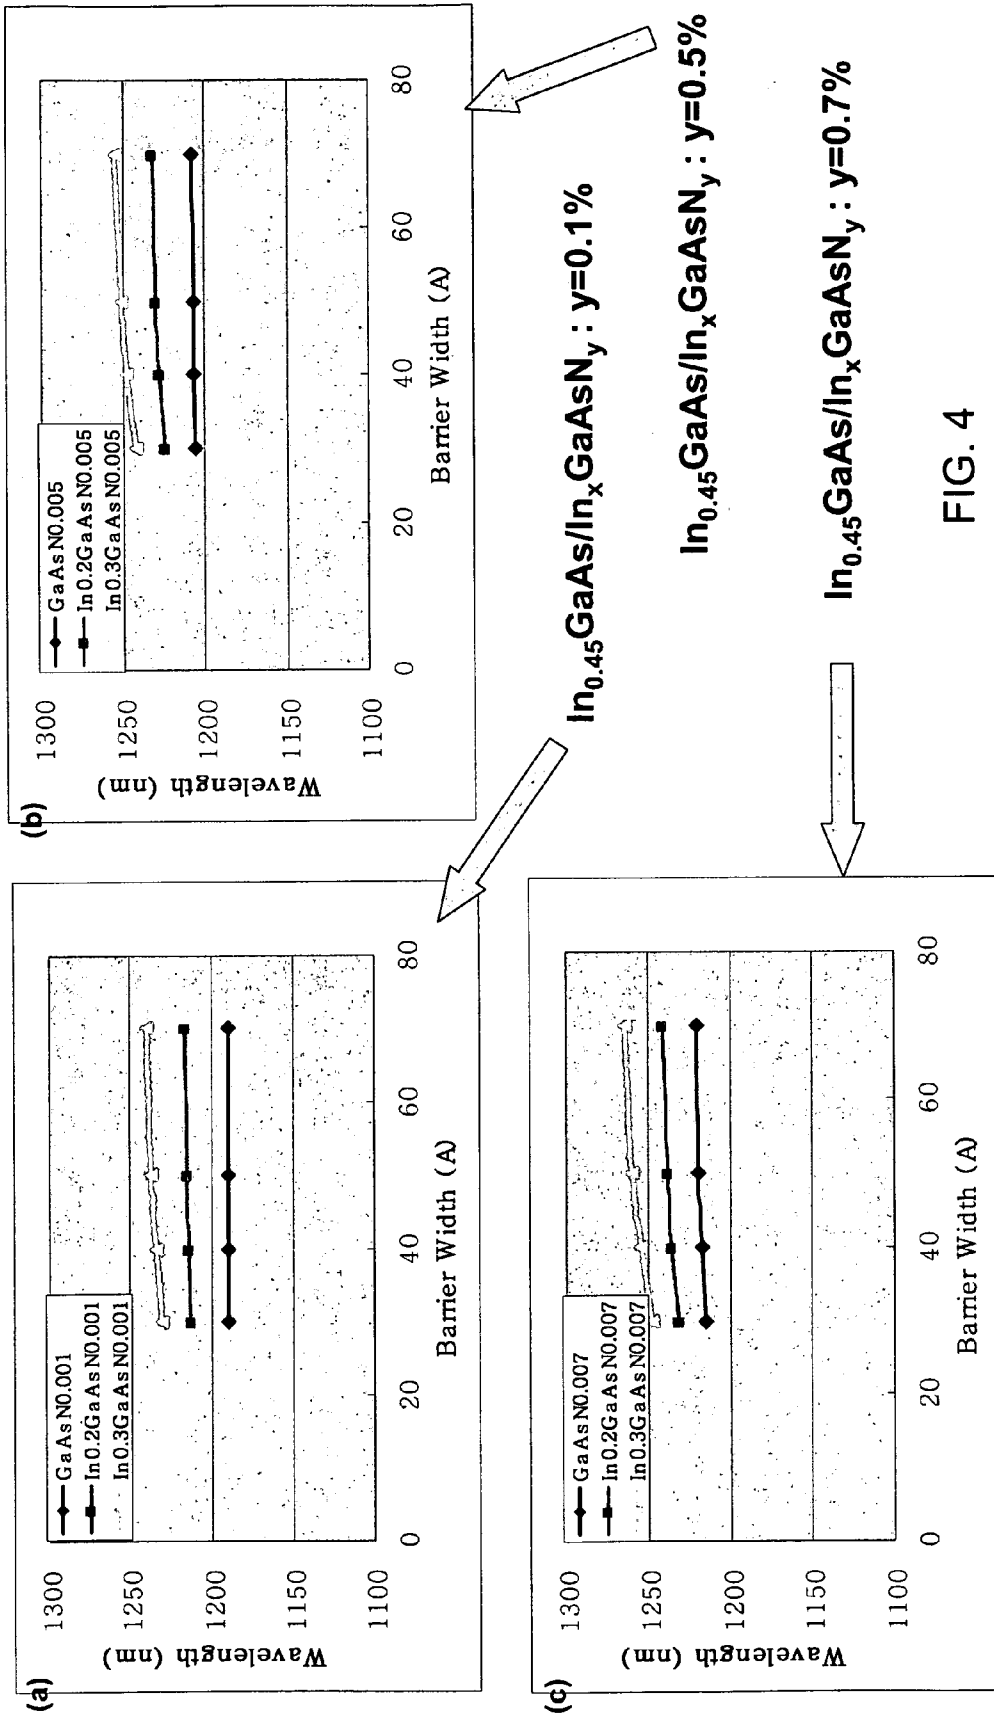 (a)
1300
1250
1200
1150
1100
Wavelength (nm)
GaAsN0.001
In0.2GaAsN0.001
In0.3GaAsN0.001
0
20
40
60
80
Barrier Width (A)
(b)
1300
1250
1200
1150
1100
Wavelength (nm)
GaAsN0.005
In0.2GaAsN0.005
In0.3GaAsN0.005
0
20
40
60
80
Barrier Width (A)
(c)
1300
1250
1200
1150
1100
Wavelength (nm)
GaAsN0.007
In0.2GaAsN0.007
In0.3GaAsN0.007
0
20
40
60
80
Barrier Width (A)
In₀.₄₅GaAs/InₓGaAsNᵧ : y=0.1%
In₀.₄₅GaAs/InₓGaAsNᵧ : y=0.5%
In₀.₄₅GaAs/InₓGaAsNᵧ : y=0.7%
FIG. 4